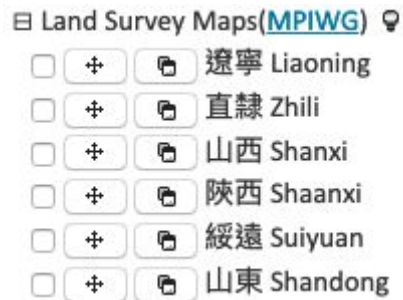 Land Survey Maps(MPIWG)
遼寧 Liaoning
直隸 Zhili
山西 Shanxi
陝西 Shaanxi
綏遠 Suiyuan
山東 Shandong